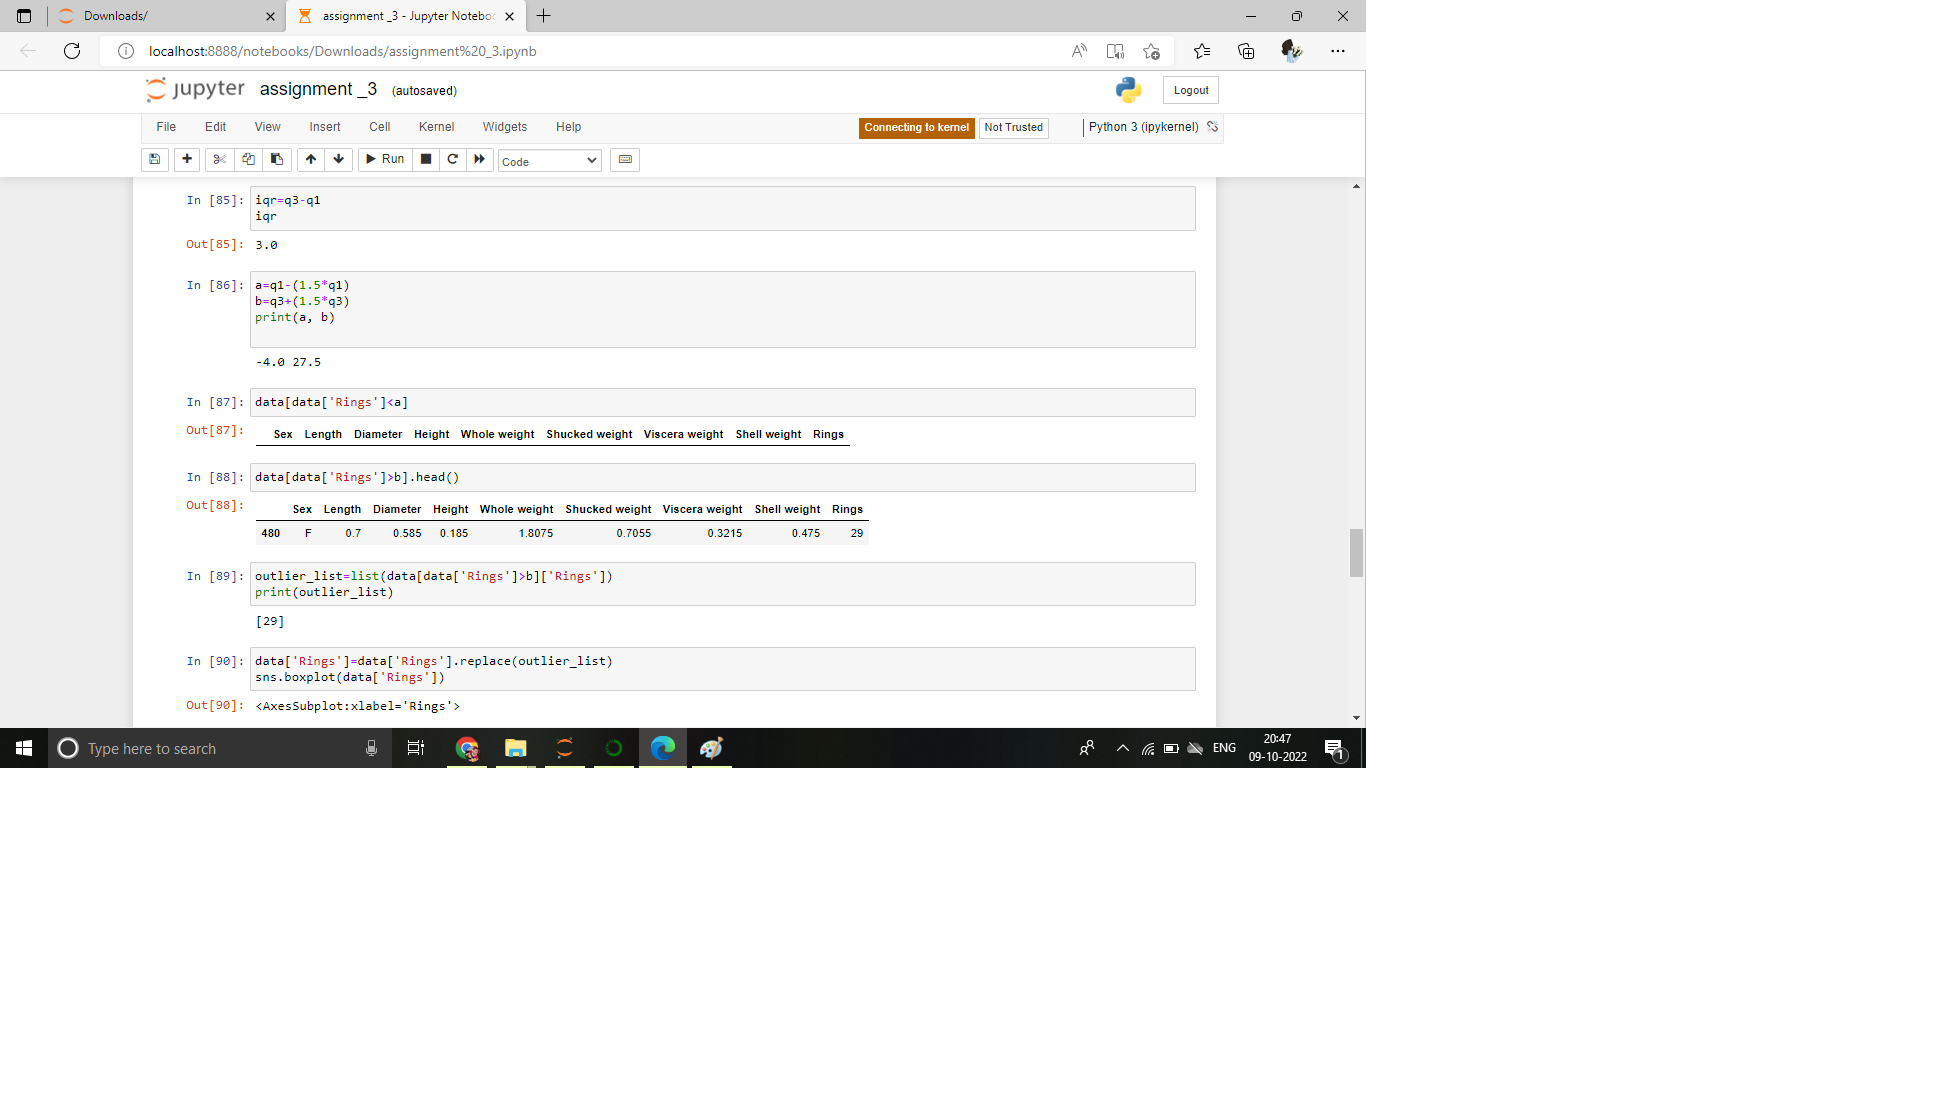 Downloads/
assignment _3 - Jupyter Noteboo
localhost:8888/notebooks/Downloads/assignment%20_3.ipynb
jupyter assignment _3 (autosaved)
Logout
File Edit View Insert Cell Kernel Widgets Help
Connecting to kernel Not Trusted Python 3 (ipykernel)
Run Code
In [85]: iqr=q3-q1
iqr
Out[85]: 3.0
In [86]: a=q1-(1.5*q1)
b=q3+(1.5*q3)
print(a, b)
-4.0 27.5
In [87]: data[data['Rings']<a]
Out[87]: Sex Length Diameter Height Whole weight Shucked weight Viscera weight Shell weight Rings
In [88]: data[data['Rings']>b].head()
Out[88]: Sex Length Diameter Height Whole weight Shucked weight Viscera weight Shell weight Rings
480 F 0.7 0.585 0.185 1.8075 0.7055 0.3215 0.475 29
In [89]: outlier_list=list(data[data['Rings']>b]['Rings'])
print(outlier_list)
[29]
In [90]: data['Rings']=data['Rings'].replace(outlier_list)
sns.boxplot(data['Rings'])
Out[90]: <AxesSubplot:xlabel='Rings'>
Type here to search
ENG
20:47
09-10-2022
1